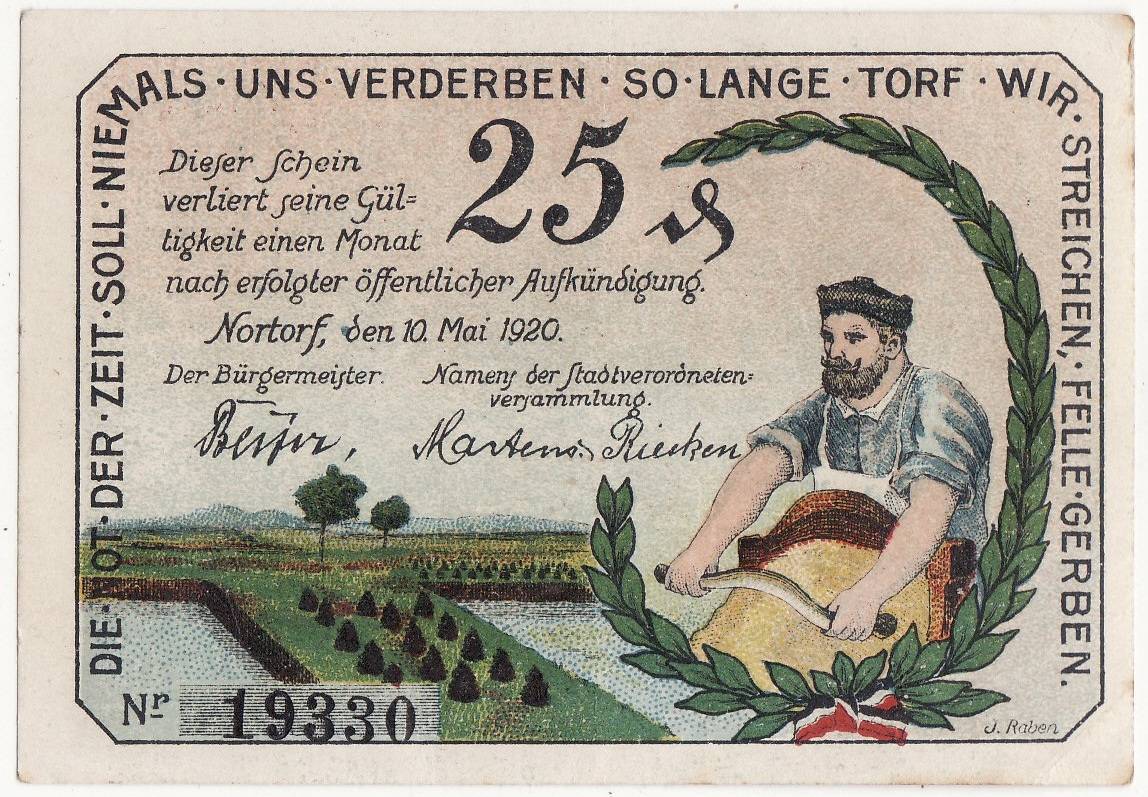 DIE·NOT·DER·ZEIT·SOLL·NIEMALS·UNS·VERDERBEN·SO·LANGE·TORF·WIR·STREICHEN,·FELLE·GERBEN.
25 ₰
Dieser Schein
verliert seine Gül=
tigkeit einen Monat
nach erfolgter öffentlicher Aufkündigung.
Nortorf, den 10. Mai 1920.
Der Bürgermeister. Namens der Stadtverordneten=
versammlung.
Martens. Riecken
Nr 19330
J. Raben